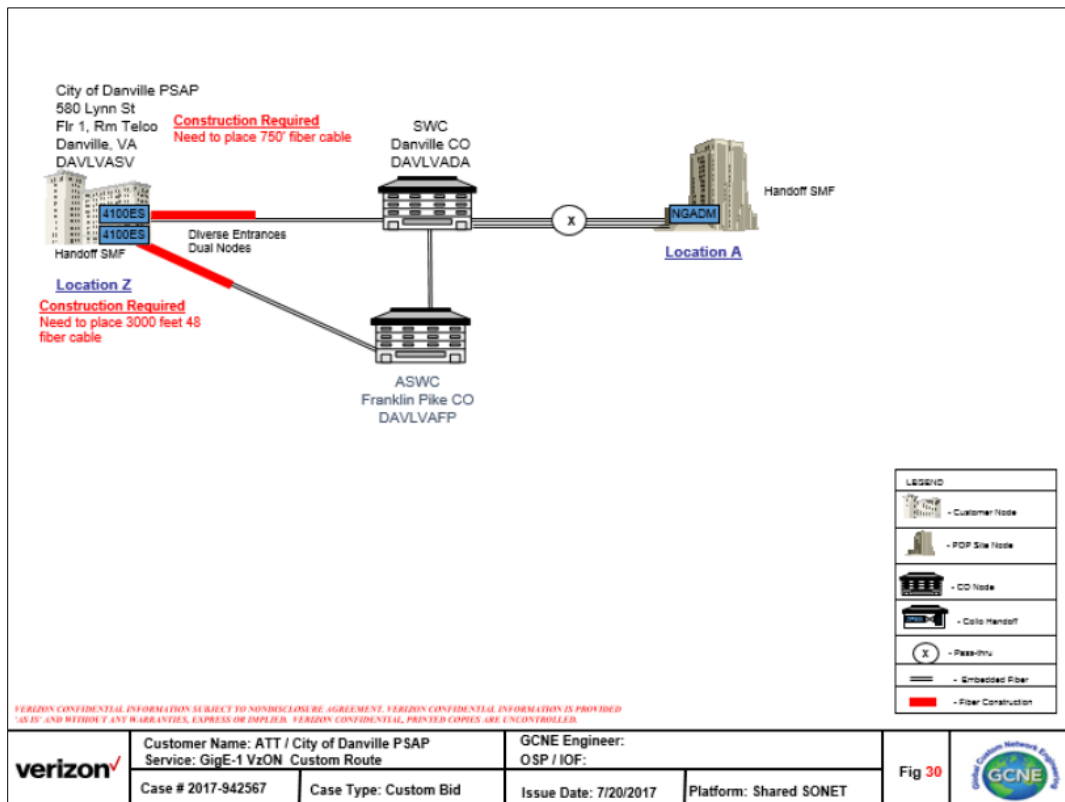 City of Danville PSAP
580 Lynn St
Flr 1, Rm Telco
Danville, VA
DAVLVASV
Construction Required
Need to place 750' fiber cable
SWC
Danville CO
DAVLVADA
4100ES
4100ES
Handoff SMF
Diverse Entrances
Dual Nodes
X
NGADM
Handoff SMF
Location A
Location Z
Construction Required
Need to place 3000 feet 48
fiber cable
ASWC
Franklin Pike CO
DAVLVAFP
LEGEND
- Customer Node
- POP Site Node
- CO Node
- Collo Handoff
X
- Pass-thru
- Embedded Fiber
- Fiber Construction
VERIZON CONFIDENTIAL INFORMATION SUBJECT TO NONDISCLOSURE AGREEMENT. VERIZON CONFIDENTIAL INFORMATION IS PROVIDED
'AS IS' AND WITHOUT ANY WARRANTIES, EXPRESS OR IMPLIED. VERIZON CONFIDENTIAL, PRINTED COPIES ARE UNCONTROLLED.
verizon
Customer Name: ATT / City of Danville PSAP
Service: GigE-1 VzON Custom Route
GCNE Engineer:
OSP / IOF:
Case # 2017-942567
Case Type: Custom Bid
Issue Date: 7/20/2017
Platform: Shared SONET
Fig 30
Global Custom Network Engineering
GCNE